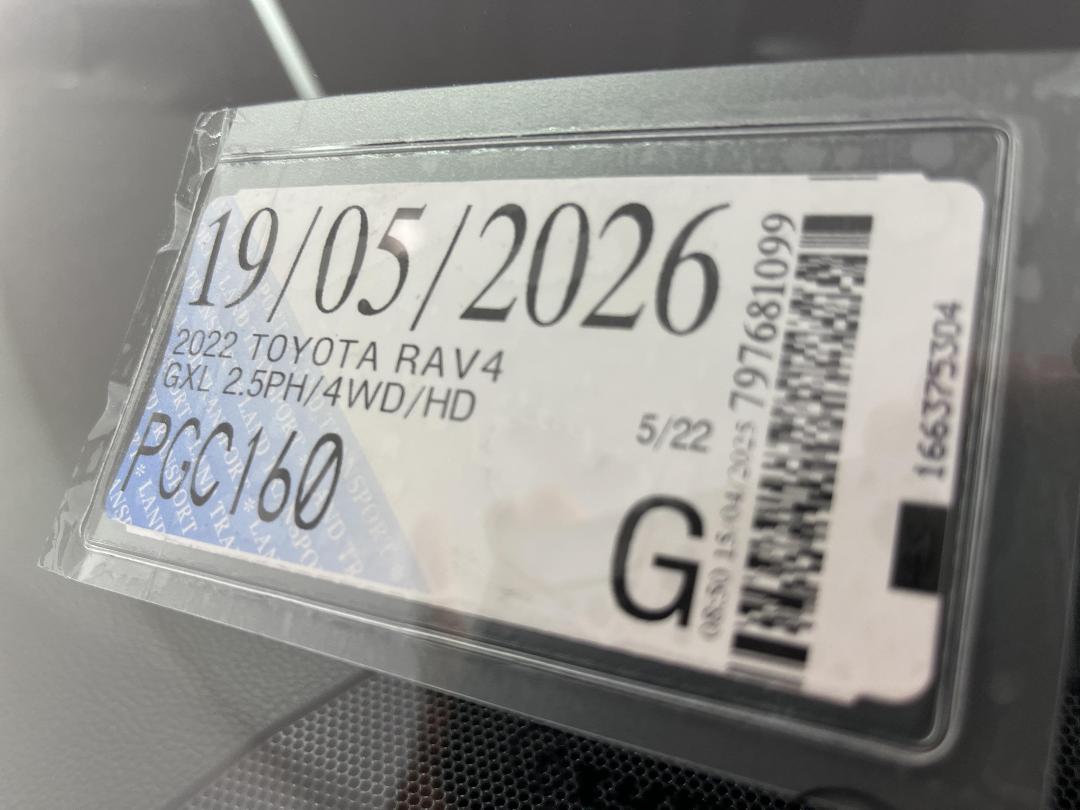 19/05/2026
2022 TOYOTA RAV4
GXL 2.5PH/4WD/HD
5/22
PGC160
G
08:50 15/04/2025 797681099
1663753304